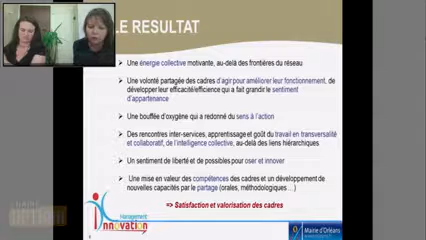 LE RESULTAT
Une énergie collective motivante, au-delà des frontières du réseau
Une volonté partagée des cadres d'agir pour améliorer leur fonctionnement, de
développer leur efficacité/efficience qui a fait grandir le sentiment
d'appartenance
Une bouffée d'oxygène qui a redonné du sens à l'action
Des rencontres inter-services, apprentissage et goût du travail en transversalité
et collaboratif, de l'intelligence collective, au-delà des liens hiérarchiques
Un sentiment de liberté et de possibles pour oser et innover
Une mise en valeur des compétences des cadres et un développement de
nouvelles capacités par le partage (orales, méthodologiques…)
=> Satisfaction et valorisation des cadres
Management
Innovation
Mairie d'Orléans